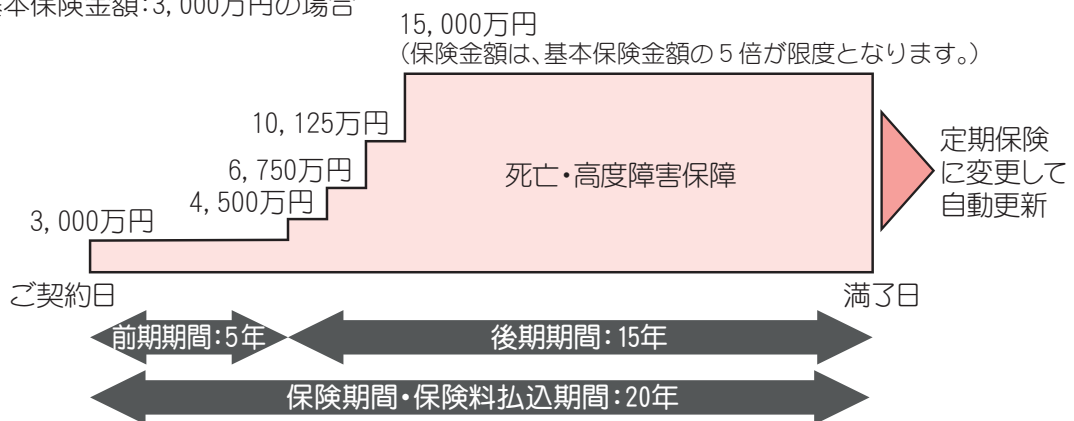 基本保険金額:3,000万円の場合
15,000万円
(保険金額は、基本保険金額の5倍が限度となります。)
10,125万円
6,750万円
4,500万円
3,000万円
死亡・高度障害保障
定期保険
に変更して
自動更新
ご契約日
満了日
前期期間:5年
後期期間:15年
保険期間・保険料払込期間:20年